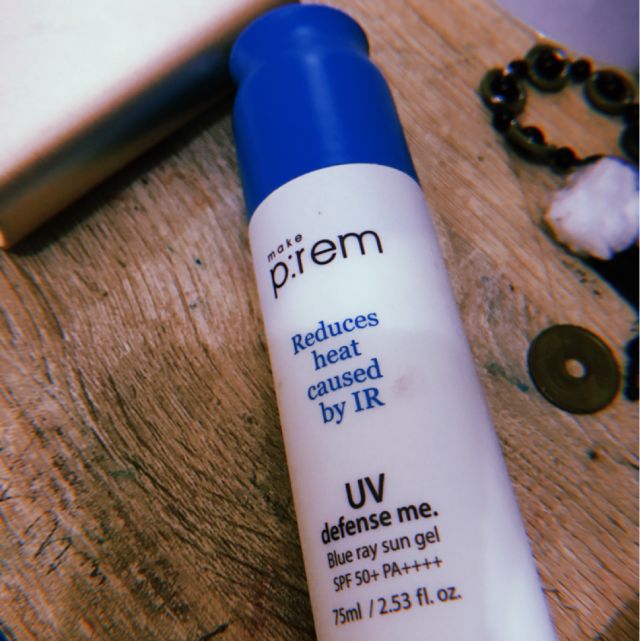 make
p:rem
Reduces
heat
caused
by IR
UV
defense me.
Blue ray sun gel
SPF 50+ PA++++
75ml / 2.53 fl. oz.